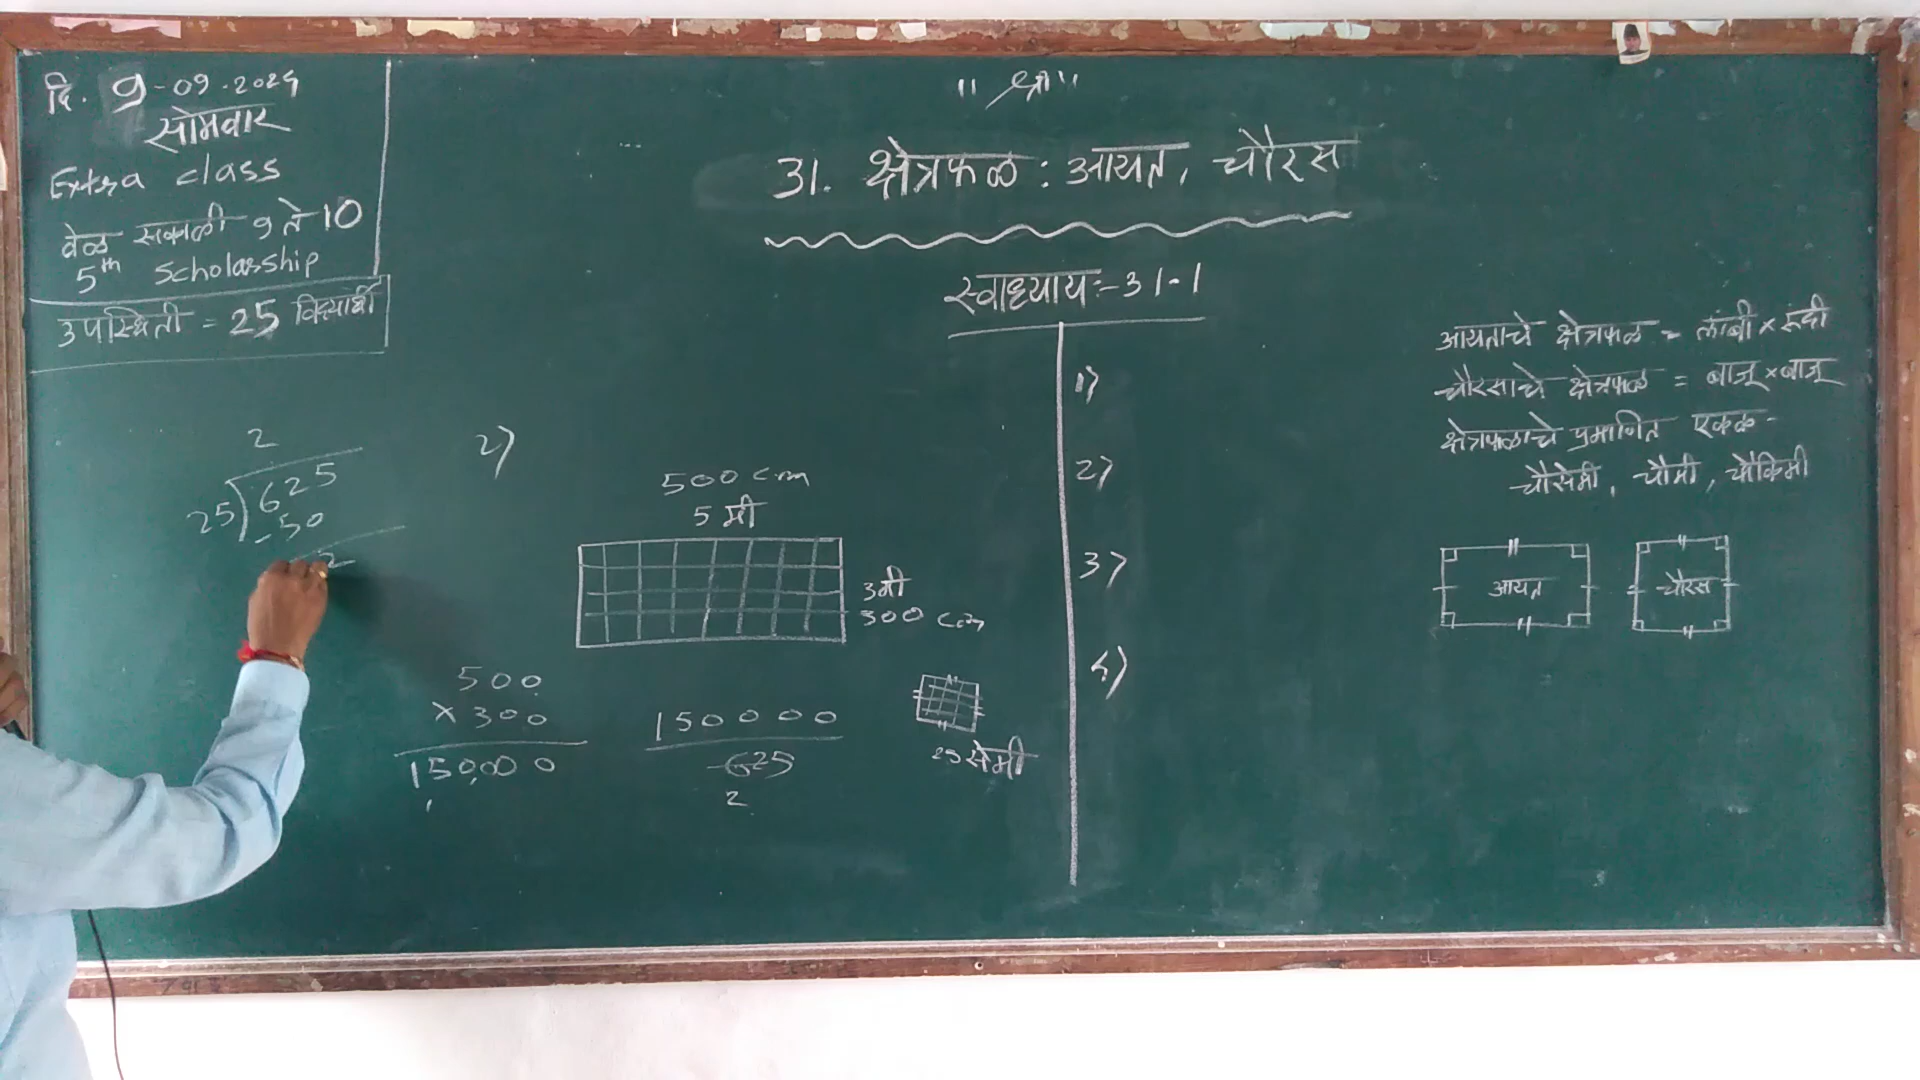 दि. 9-09-2024
सोमवार
Extra class
वेळ सकाळी 9 ते 10
5th Scholarship
उपस्थिती = 25 विद्यार्थी
" श्री "
31. क्षेत्रफळ : आयत, चौरस
स्वाध्याय :- 31.1
1)
2)
3)
4)
आयताचे क्षेत्रफळ = लांबी × रुंदी
चौरसाचे क्षेत्रफळ = बाजू × बाजू
क्षेत्रफळाचे प्रमाणित एकक -
चौसेमी, चौमी, चौकिमी
आयत
चौरस
2
25) 625
- 50
2
2)
500 cm
5 मी
3मी
300 cm
500
× 300
150000
150000
625
2
25 सेमी